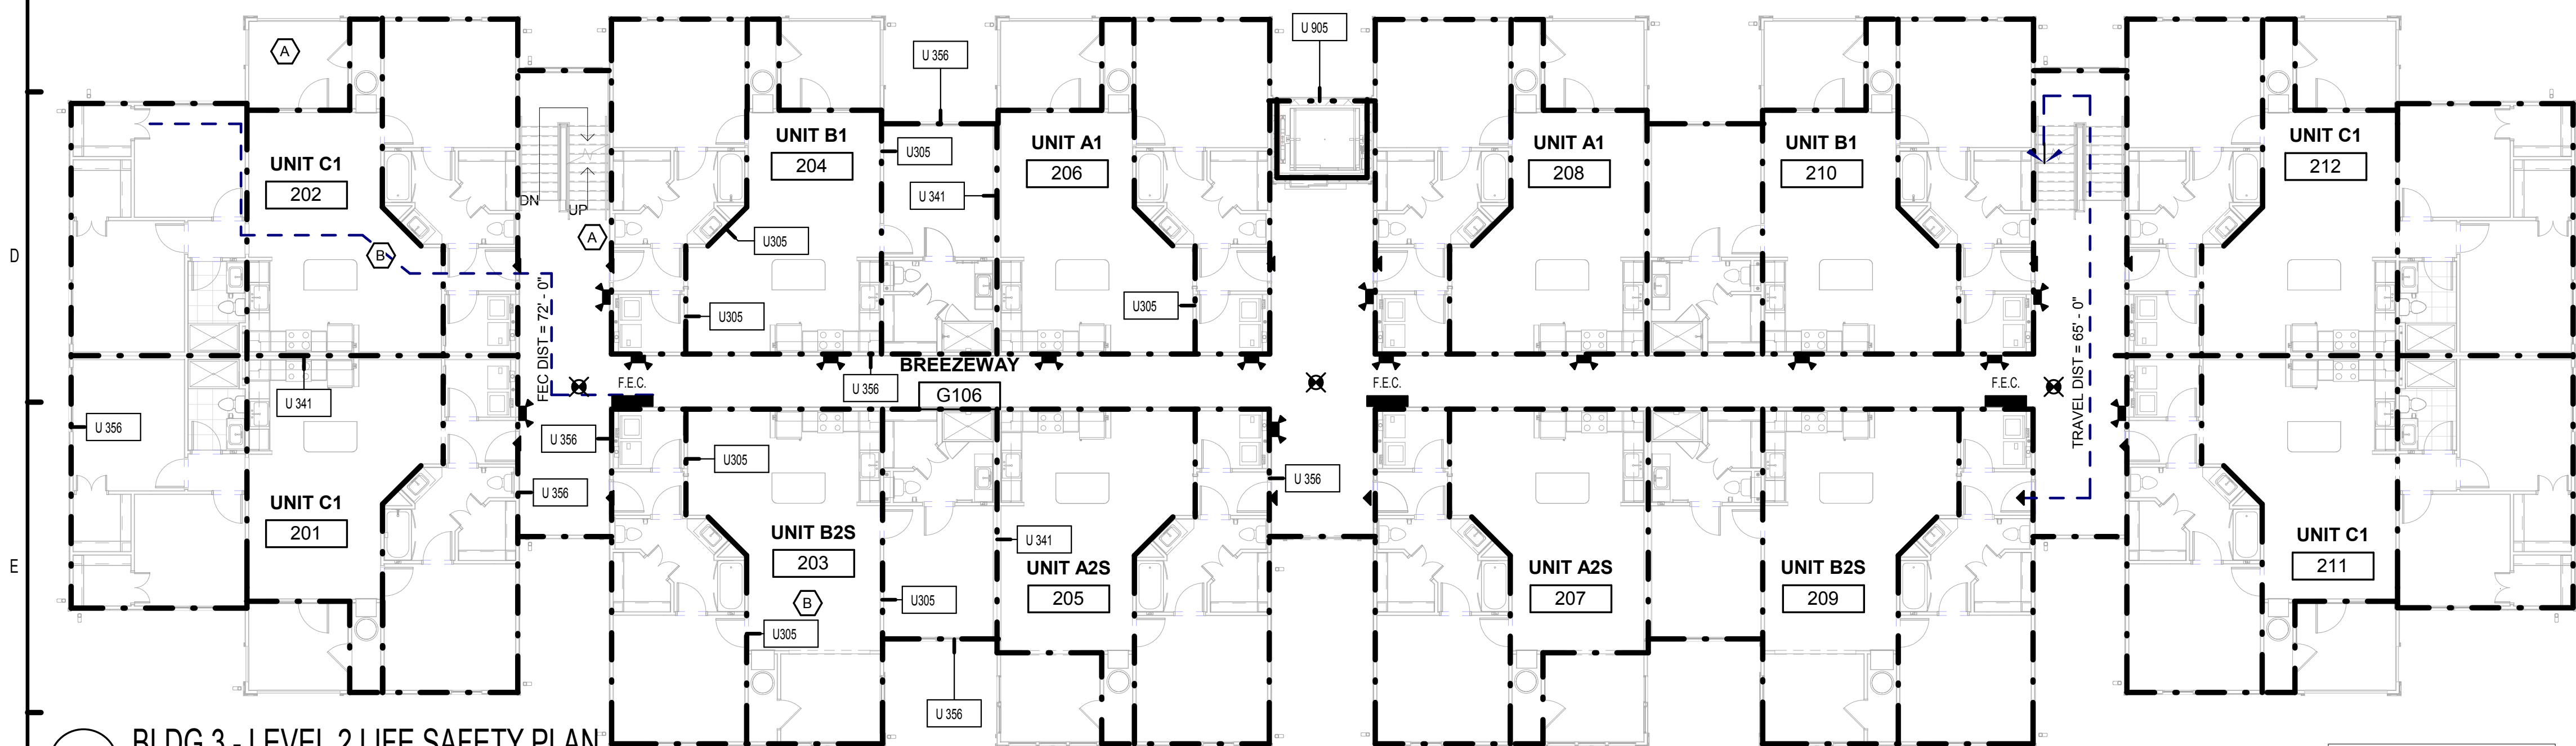 U 905
A
U 356
UNIT C1
202
UNIT B1
204
U305
U 341
UNIT A1
206
UNIT A1
208
UNIT B1
210
UNIT C1
212
DN
UP
A
U305
D
B
FEC DIST = 72' - 0"
U305
U305
TRAVEL DIST = 65' - 0"
BREEZEWAY
G106
U 356
F.E.C.
F.E.C.
F.E.C.
U 341
U 356
U 356
U305
U 356
U 356
UNIT C1
201
UNIT B2S
203
B
U 341
UNIT A2S
205
UNIT A2S
207
UNIT B2S
209
UNIT C1
211
E
U305
U305
U 356
BLDG 3 - LEVEL 2 LIFE SAFETY PLAN